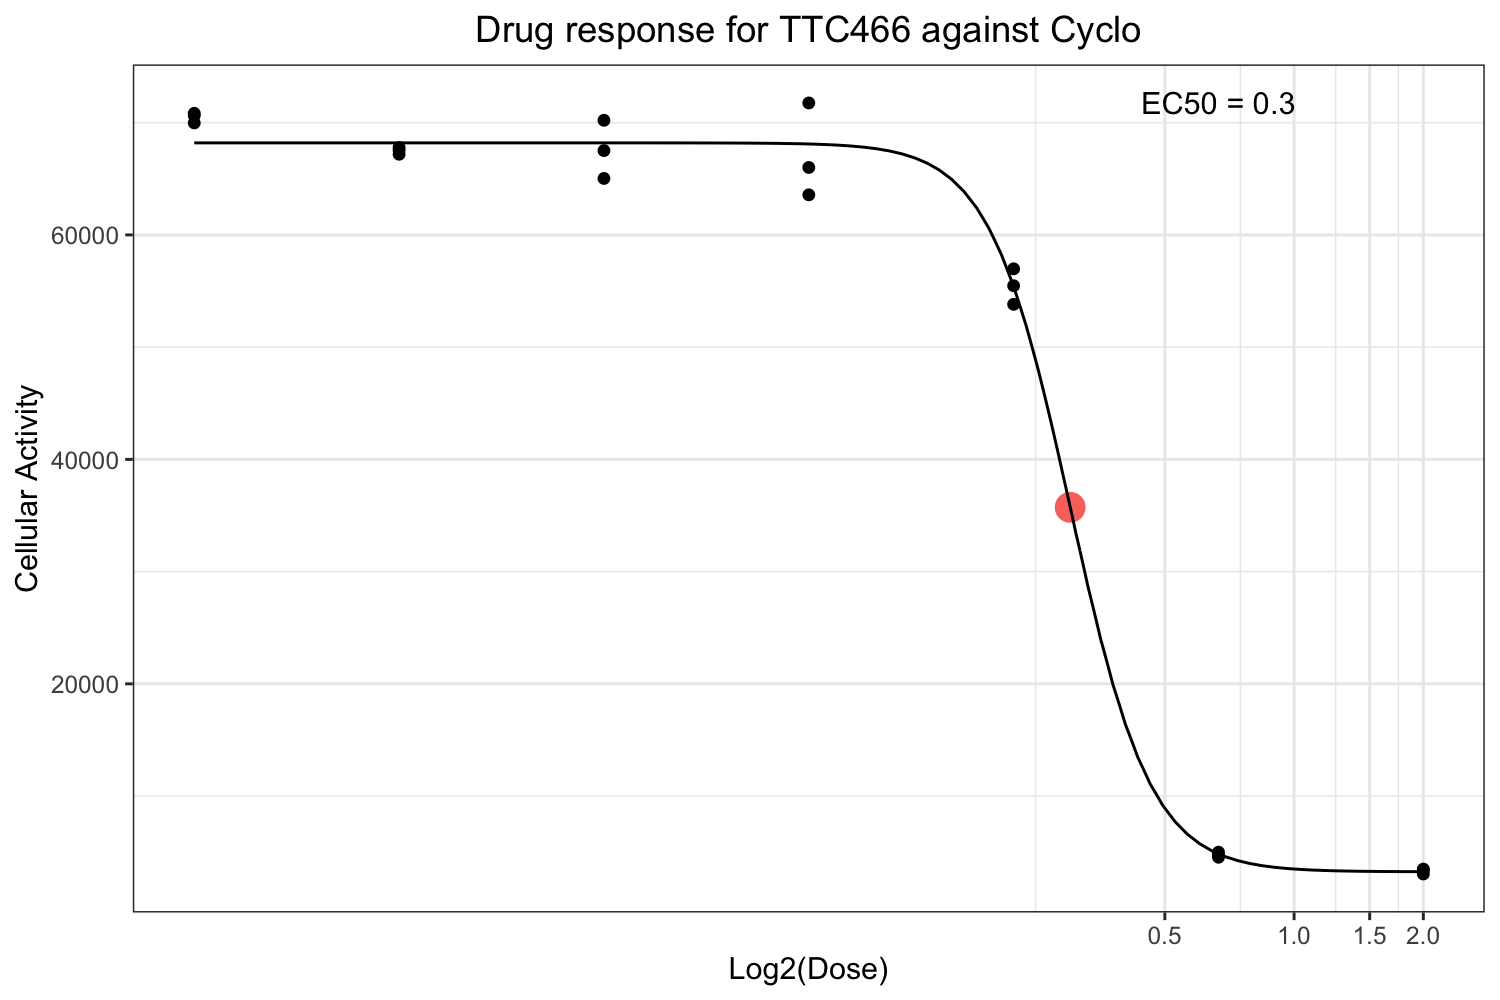 Drug response for TTC466 against Cyclo
EC50 = 0.3
60000
40000
20000
Cellular Activity
0.5 1.0 1.5 2.0
Log2(Dose)